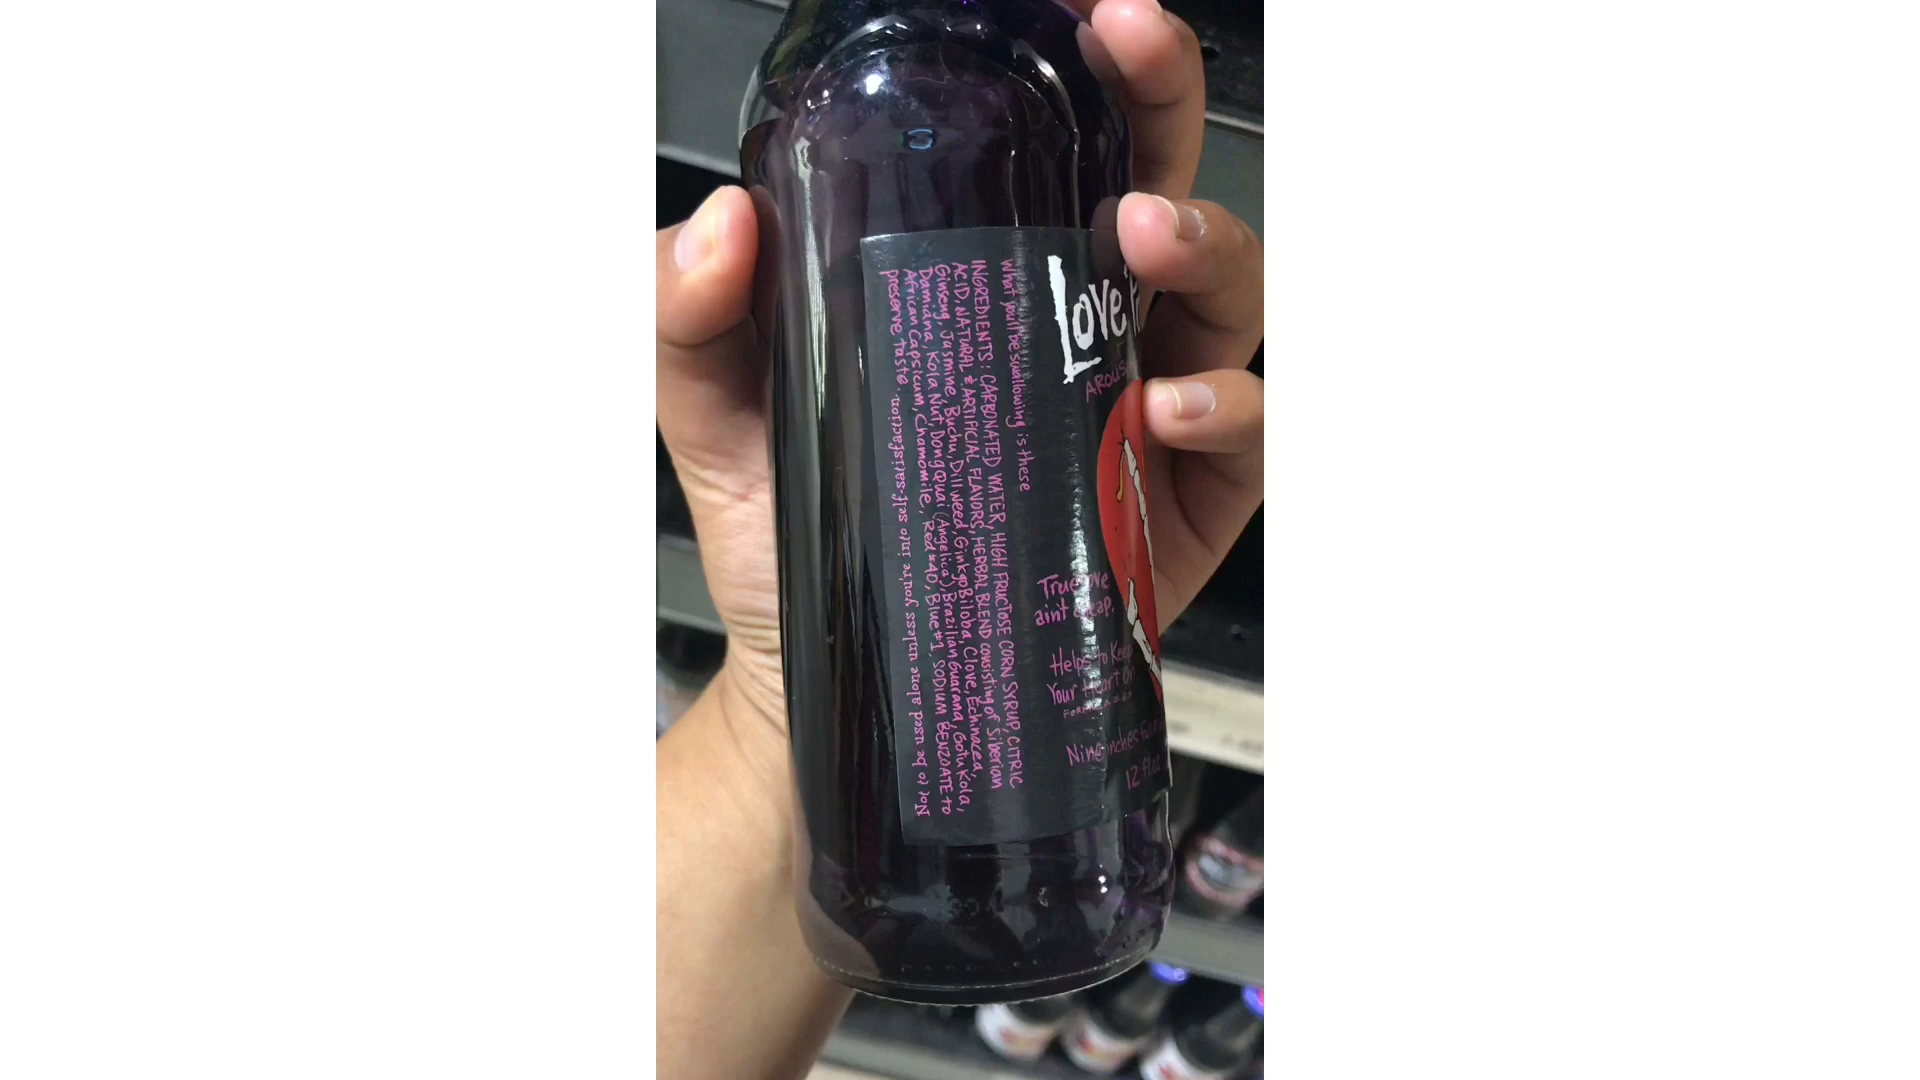 Love
What you'll be swallowing is these
INGREDIENTS: CARBONATED WATER, HIGH FRUCTOSE CORN SYRUP, CITRIC
ACID, NATURAL & ARTIFICIAL FLAVORS, HERBAL BLEND consisting of Siberian
Ginseng, Jasmine, Buchu, Dill weed, Ginkgo Biloba, Clove, Echinacea,
Damiana, Kola Nut, Dong Quai (Angelica), Brazilian Guarana, Gotu Kola,
African Capsicum, Chamomile, Red #40, Blue #1, SODIUM BENZOATE to
preserve taste.
Not to be used alone unless you're into self-satisfaction.
True Love
ain't cheap.
Helps to Keep
Your Heart On
Nine inches
12 fl oz